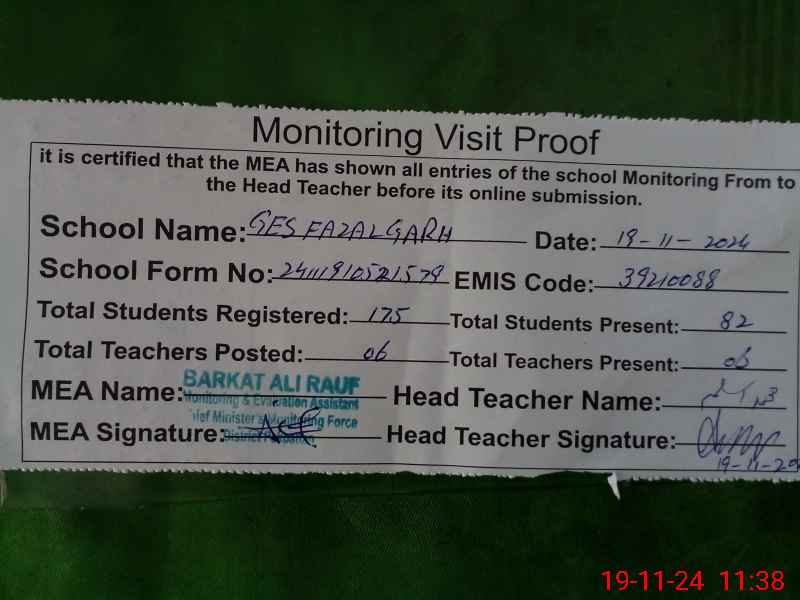 Monitoring Visit Proof
it is certified that the MEA has shown all entries of the school Monitoring From to
the Head Teacher before its online submission.
School Name: GES FAZALGARH Date: 19-11-2024
School Form No: EMIS Code: 39210088
Total Students Registered: 175 Total Students Present: 82
Total Teachers Posted: 06 Total Teachers Present: 06
MEA Name: BARKAT ALI RAUF Head Teacher Name:
Monitoring & Evaluation Assistant
Chief Minister's Monitoring Force
MEA Signature: District Head Teacher Signature:
19-11-20
19-11-24 11:38